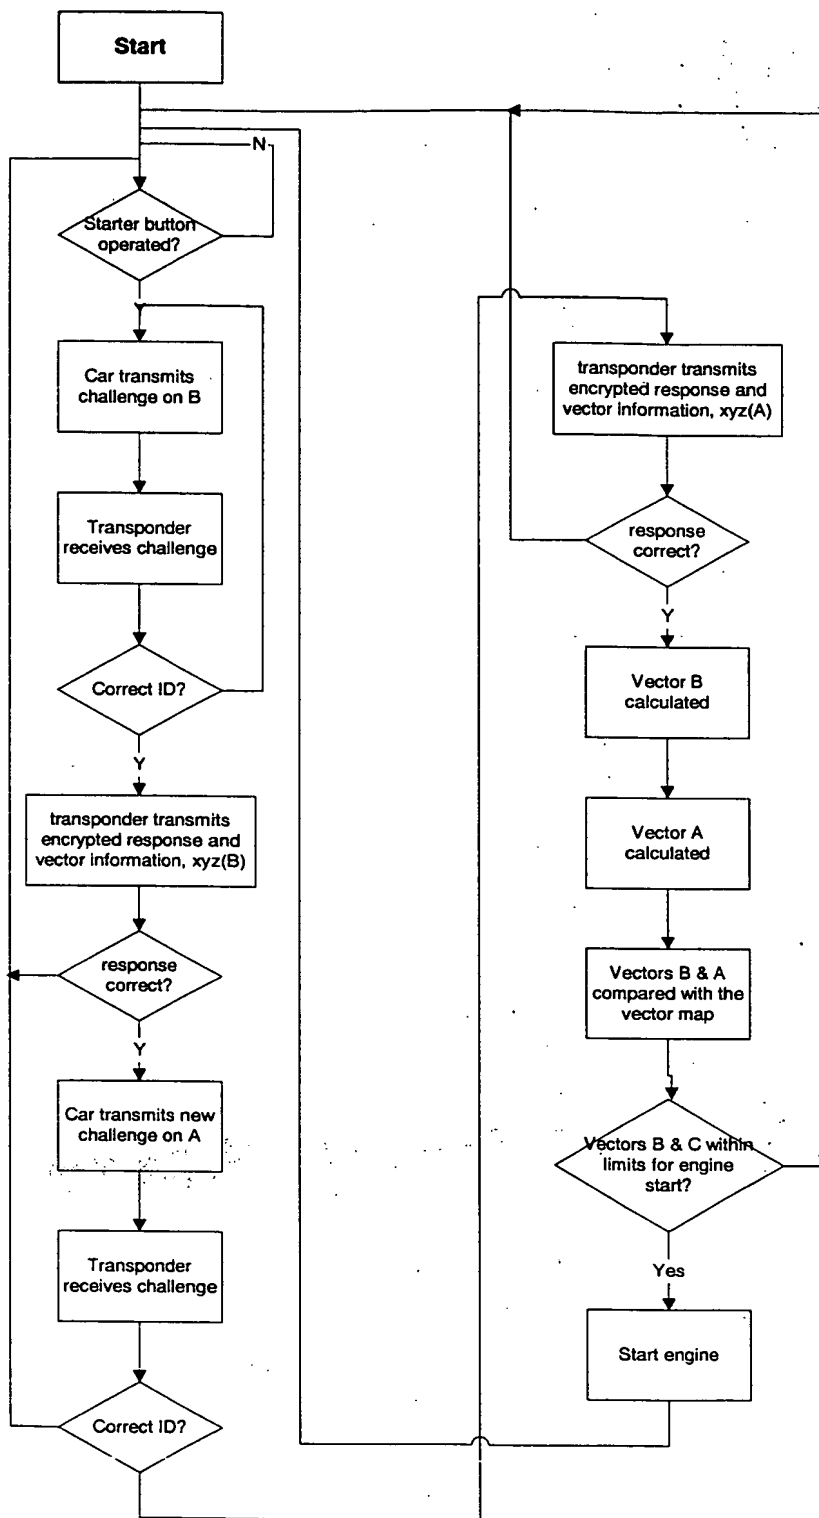 Start
N
Starter button
operated?
Y
Car transmits
challenge on B
Transponder
receives challenge
Correct ID?
Y
transponder transmits
encrypted response and
vector information, xyz(B)
response
correct?
Y
Car transmits new
challenge on A
Transponder
receives challenge
Correct ID?
transponder transmits
encrypted response and
vector information, xyz(A)
response
correct?
Y
Vector B
calculated
Vector A
calculated
Vectors B & A
compared with the
vector map
Vectors B & C within
limits for engine
start?
Yes
Start engine